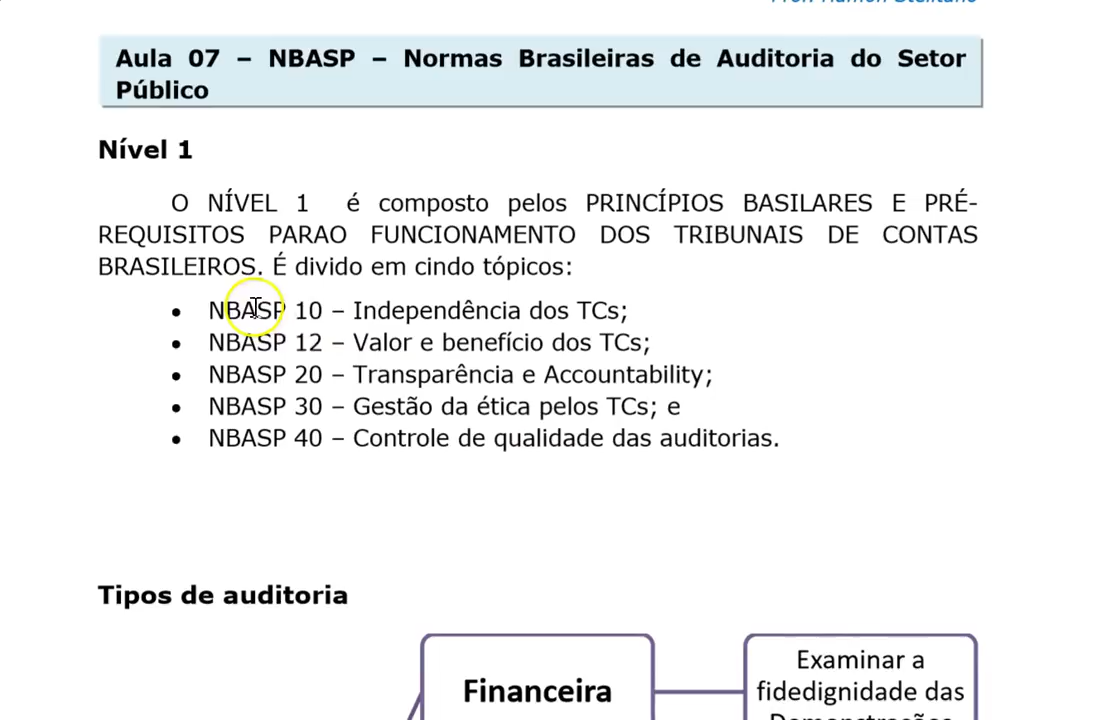 Aula 07 – NBASP – Normas Brasileiras de Auditoria do Setor
Público
Nível 1
O NÍVEL 1 é composto pelos PRINCÍPIOS BASILARES E PRÉ-
REQUISITOS PARAO FUNCIONAMENTO DOS TRIBUNAIS DE CONTAS
BRASILEIROS. É divido em cindo tópicos:
• NBASP 10 – Independência dos TCs;
• NBASP 12 – Valor e benefício dos TCs;
• NBASP 20 – Transparência e Accountability;
• NBASP 30 – Gestão da ética pelos TCs; e
• NBASP 40 – Controle de qualidade das auditorias.
Tipos de auditoria
Financeira
Examinar a
fidedignidade das